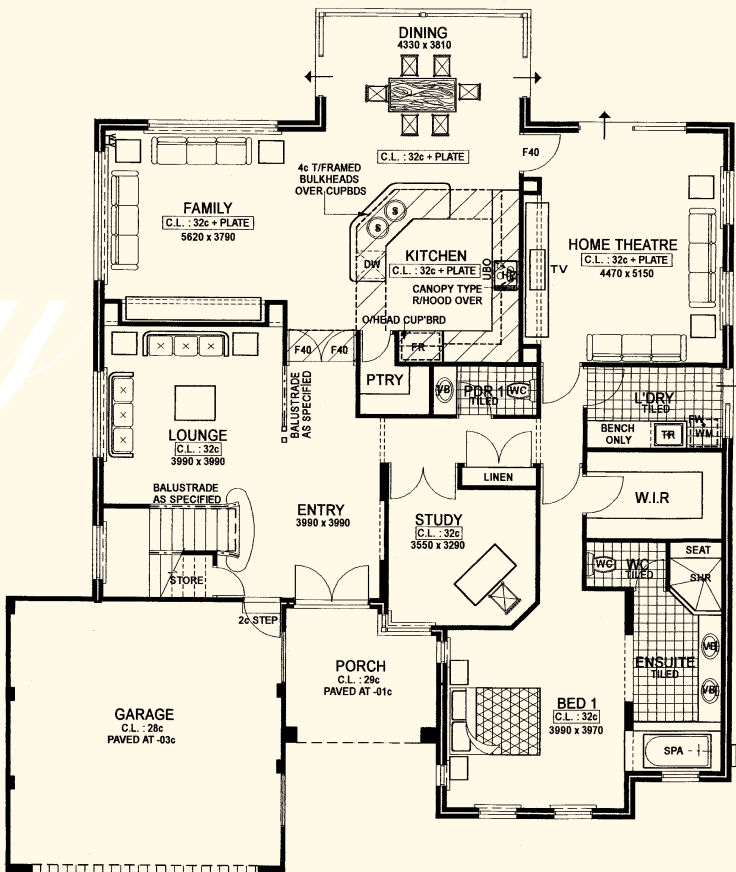 DINING
4330 x 3810
C.L. : 32c + PLATE
F40
4c T/FRAMED
BULKHEADS
OVER CUPBDS
FAMILY
C.L. : 32c + PLATE
5620 x 3790
S
S
DW
KITCHEN
C.L. : 32c + PLATE
CANOPY TYPE
R/HOOD OVER
UBO
HP
TV
HOME THEATRE
C.L. : 32c + PLATE
4470 x 5150
O/HEAD CUP'BRD
F40
F40
FR
PTRY
BALUSTRADE
AS SPECIFIED
VB
PDR 1
TILED
WC
L'DRY
TILED
BENCH
ONLY
TR
FW
WM
LOUNGE
C.L. : 32c
3990 x 3990
BALUSTRADE
AS SPECIFIED
LINEN
W.I.R
ENTRY
3990 x 3990
STUDY
C.L. : 32c
3550 x 3290
STORE
WC
WC
TILED
SEAT
SHR
2c STEP
VB
ENSUITE
TILED
VB
PORCH
C.L. : 29c
PAVED AT -01c
GARAGE
C.L. : 28c
PAVED AT -03c
BED 1
C.L. : 32c
3990 x 3970
SPA